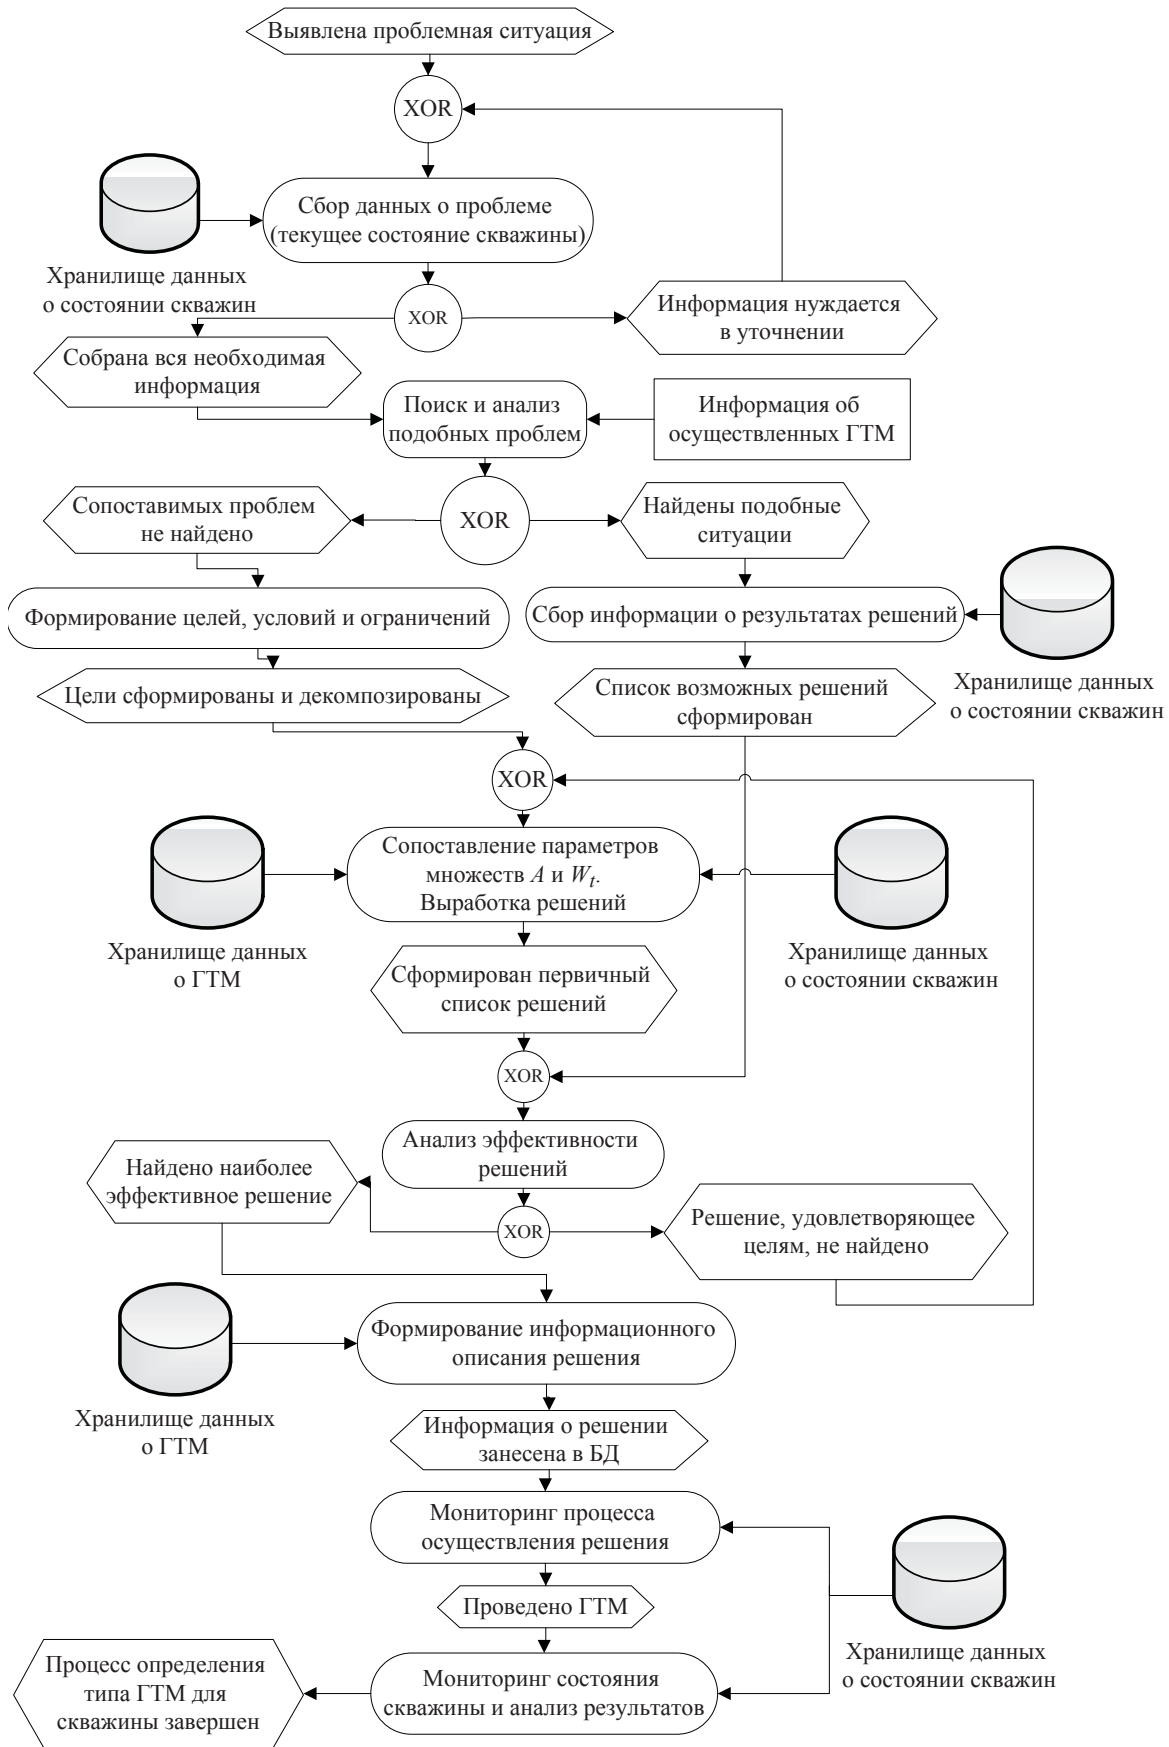 Выявлена проблемная ситуация
XOR
Сбор данных о проблеме
(текущее состояние скважины)
Хранилище данных
о состоянии скважин
XOR
Информация нуждается
в уточнении
Собрана вся необходимая
информация
Поиск и анализ
подобных проблем
Информация об
осуществленных ГТМ
Сопоставимых проблем
не найдено
XOR
Найдены подобные
ситуации
Формирование целей, условий и ограничений
Сбор информации о результатах решений
Хранилище данных
о состоянии скважин
Цели сформированы и декомпозированы
Список возможных решений
сформирован
XOR
Сопоставление параметров
множеств A и Wt.
Выработка решений
Хранилище данных
о ГТМ
Хранилище данных
о состоянии скважин
Сформирован первичный
список решений
XOR
Анализ эффективности
решений
Найдено наиболее
эффективное решение
XOR
Решение, удовлетворяющее
целям, не найдено
Формирование информационного
описания решения
Хранилище данных
о ГТМ
Информация о решении
занесена в БД
Мониторинг процесса
осуществления решения
Проведено ГТМ
Хранилище данных
о состоянии скважин
Мониторинг состояния
скважины и анализ результатов
Процесс определения
типа ГТМ для
скважины завершен